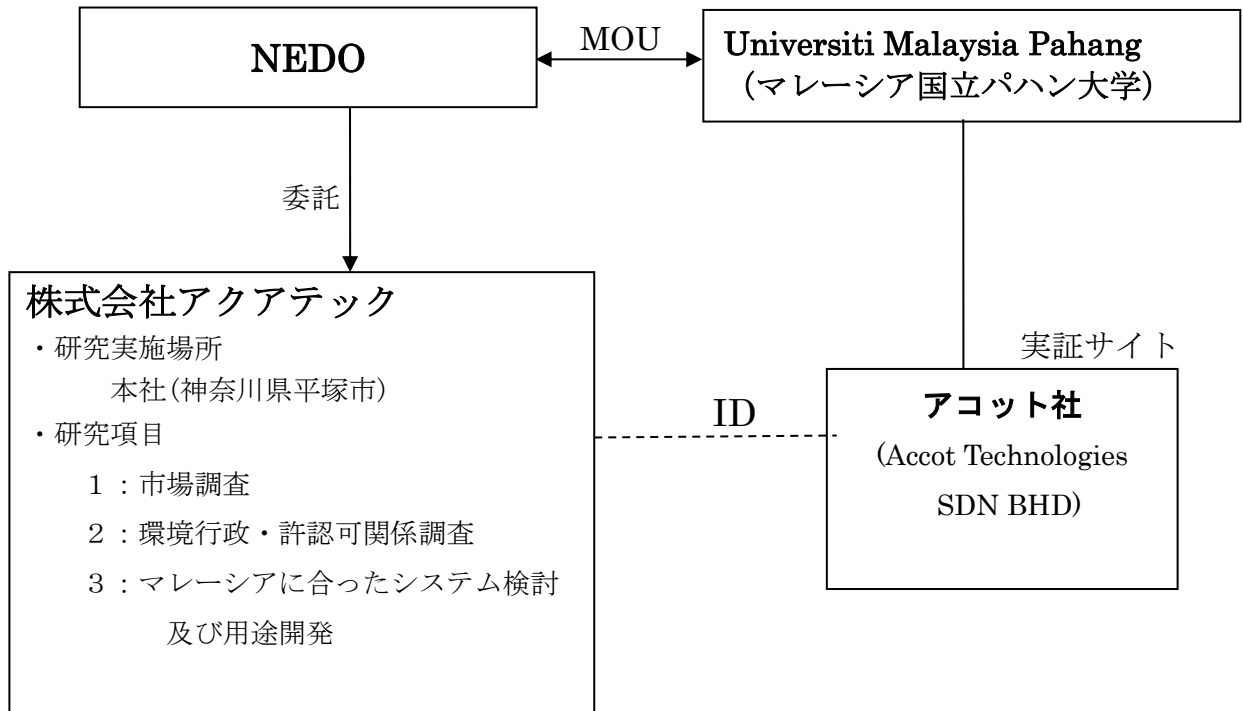 NEDO
MOU
Universiti Malaysia Pahang
（マレーシア国立パハン大学）
委託
株式会社アクアテック
・研究実施場所
本社(神奈川県平塚市)
・研究項目
１：市場調査
２：環境行政・許認可関係調査
３：マレーシアに合ったシステム検討
及び用途開発
ID
実証サイト
アコット社
(Accot Technologies
SDN BHD)